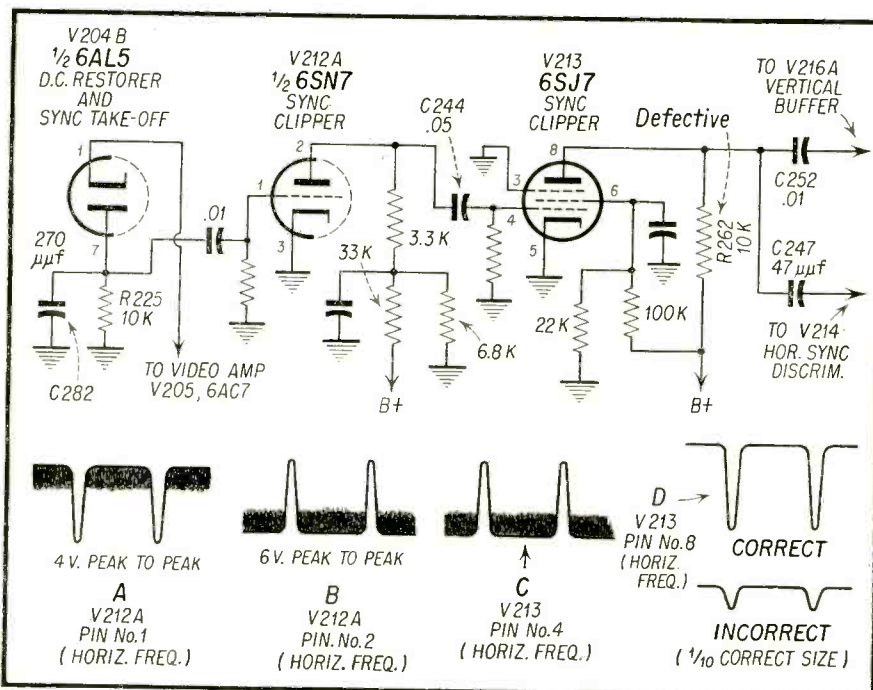 V204 B
½ 6AL5
D.C. RESTORER
AND
SYNC TAKE-OFF
1
7
270
μμf
R225
10 K
C282
TO VIDEO AMP
V205, 6AC7
.01
V212A
½ 6SN7
SYNC
CLIPPER
2
1
3
33 K
3.3 K
6.8 K
B+
C244
.05
V213
6SJ7
SYNC
CLIPPER
8
3
6
4
5
22 K
100K
Defective
R262
10 K
B+
TO V216A
VERTICAL
BUFFER
C252
.01
C247
47 μμf
TO V214
HOR. SYNC
DISCRIM.
4 V. PEAK TO PEAK
A
V212A
PIN No.1
( HORIZ. FREQ.)
6 V. PEAK TO PEAK
B
V212A
PIN. No.2
( HORIZ. FREQ.)
C
V213
PIN No.4
( HORIZ. FREQ.)
D
V 213
PIN No.8
( HORIZ.
FREQ.)
CORRECT
INCORRECT
( 1/10 CORRECT SIZE )